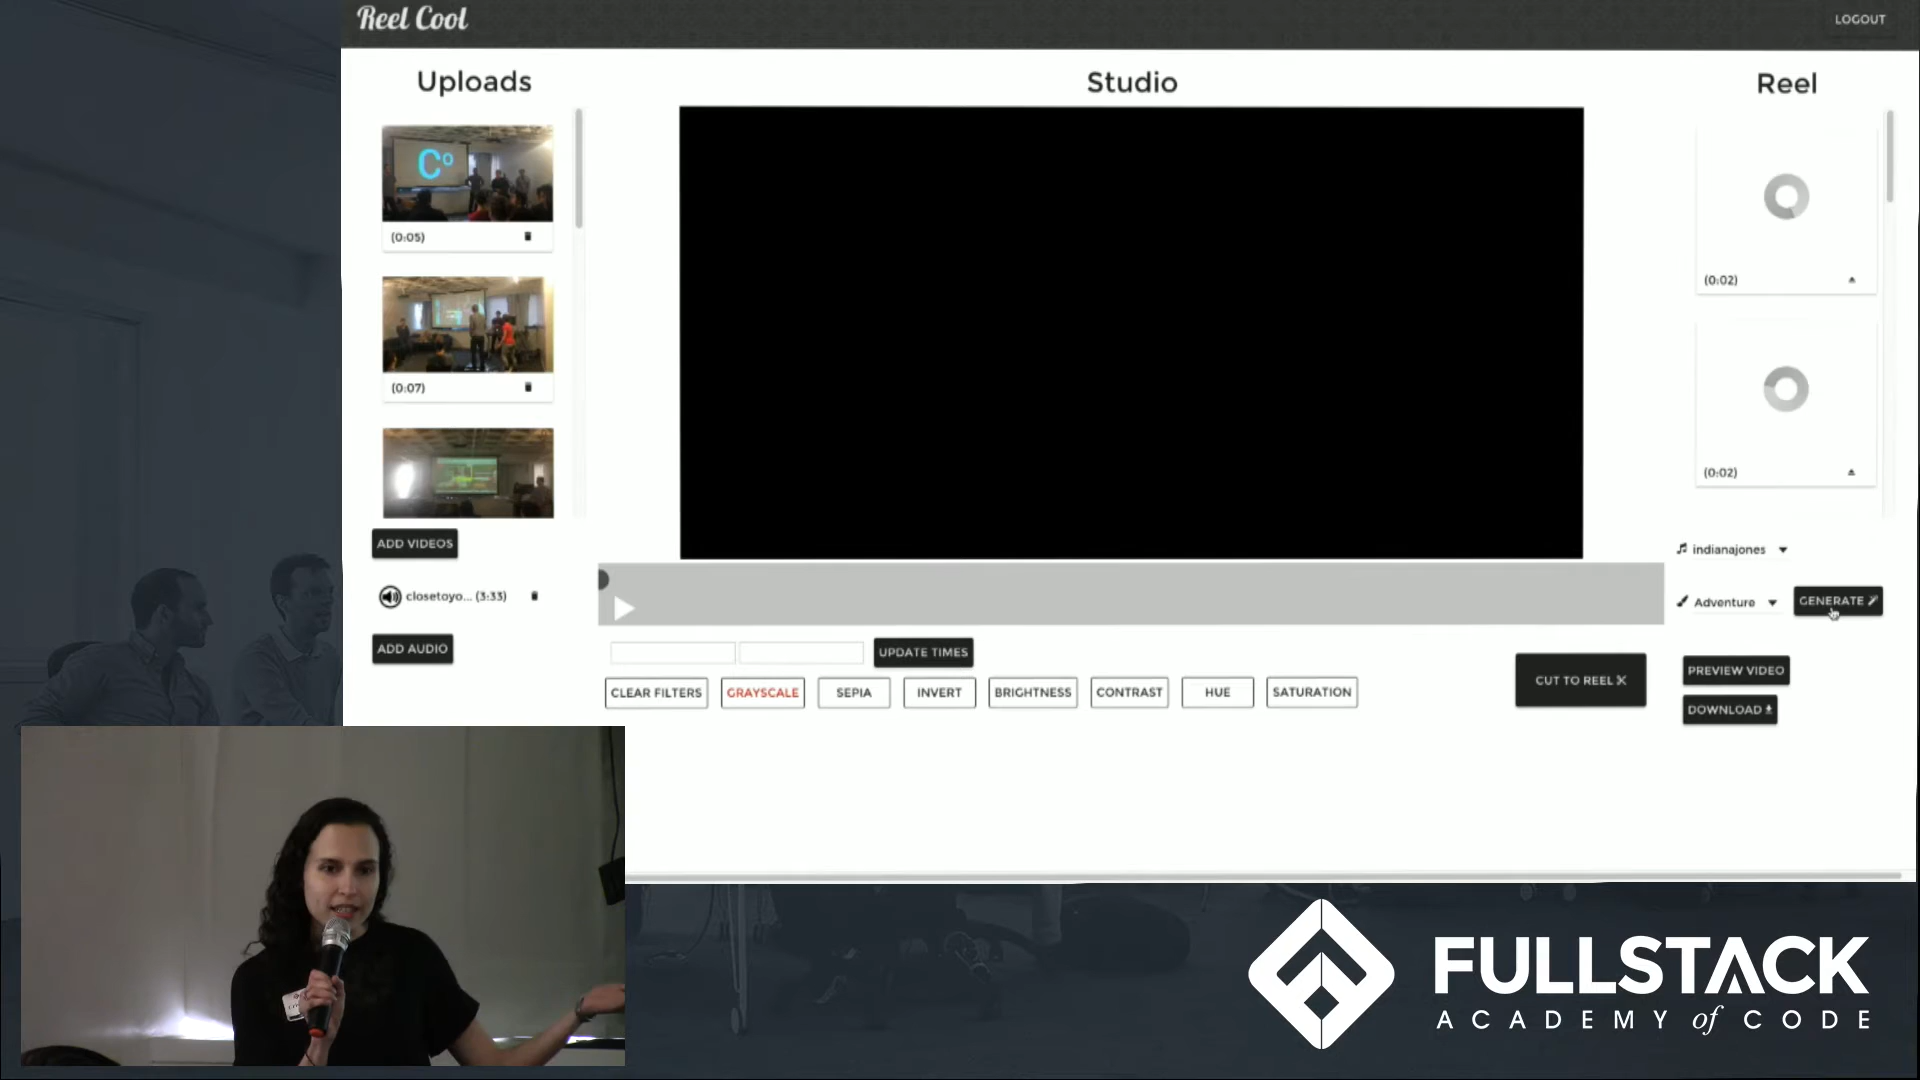 Reel Cool
LOGOUT
Uploads
Studio
Reel
C°
(0:05)
(0:07)
ADD VIDEOS
closetoyo... (3:33)
ADD AUDIO
UPDATE TIMES
CLEAR FILTERS
GRAYSCALE
SEPIA
INVERT
BRIGHTNESS
CONTRAST
HUE
SATURATION
CUT TO REEL
(0:02)
(0:02)
indianajones
Adventure
GENERATE
PREVIEW VIDEO
DOWNLOAD
FULLSTACK
ACADEMY of CODE